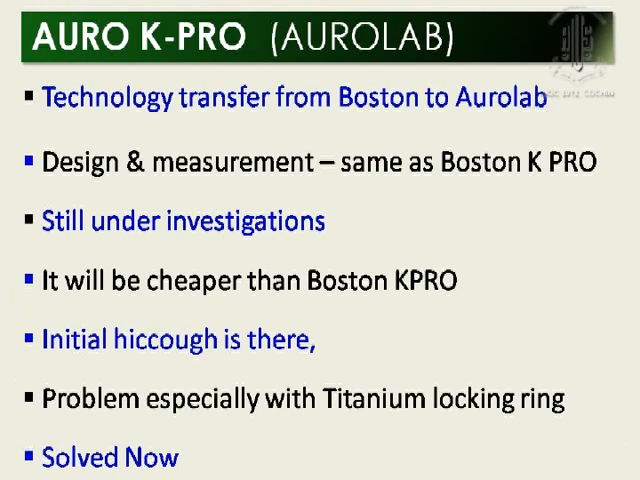 AURO K-PRO (AUROLAB)
Technology transfer from Boston to Aurolab
Design & measurement – same as Boston K PRO
Still under investigations
It will be cheaper than Boston KPRO
Initial hiccough is there,
Problem especially with Titanium locking ring
Solved Now